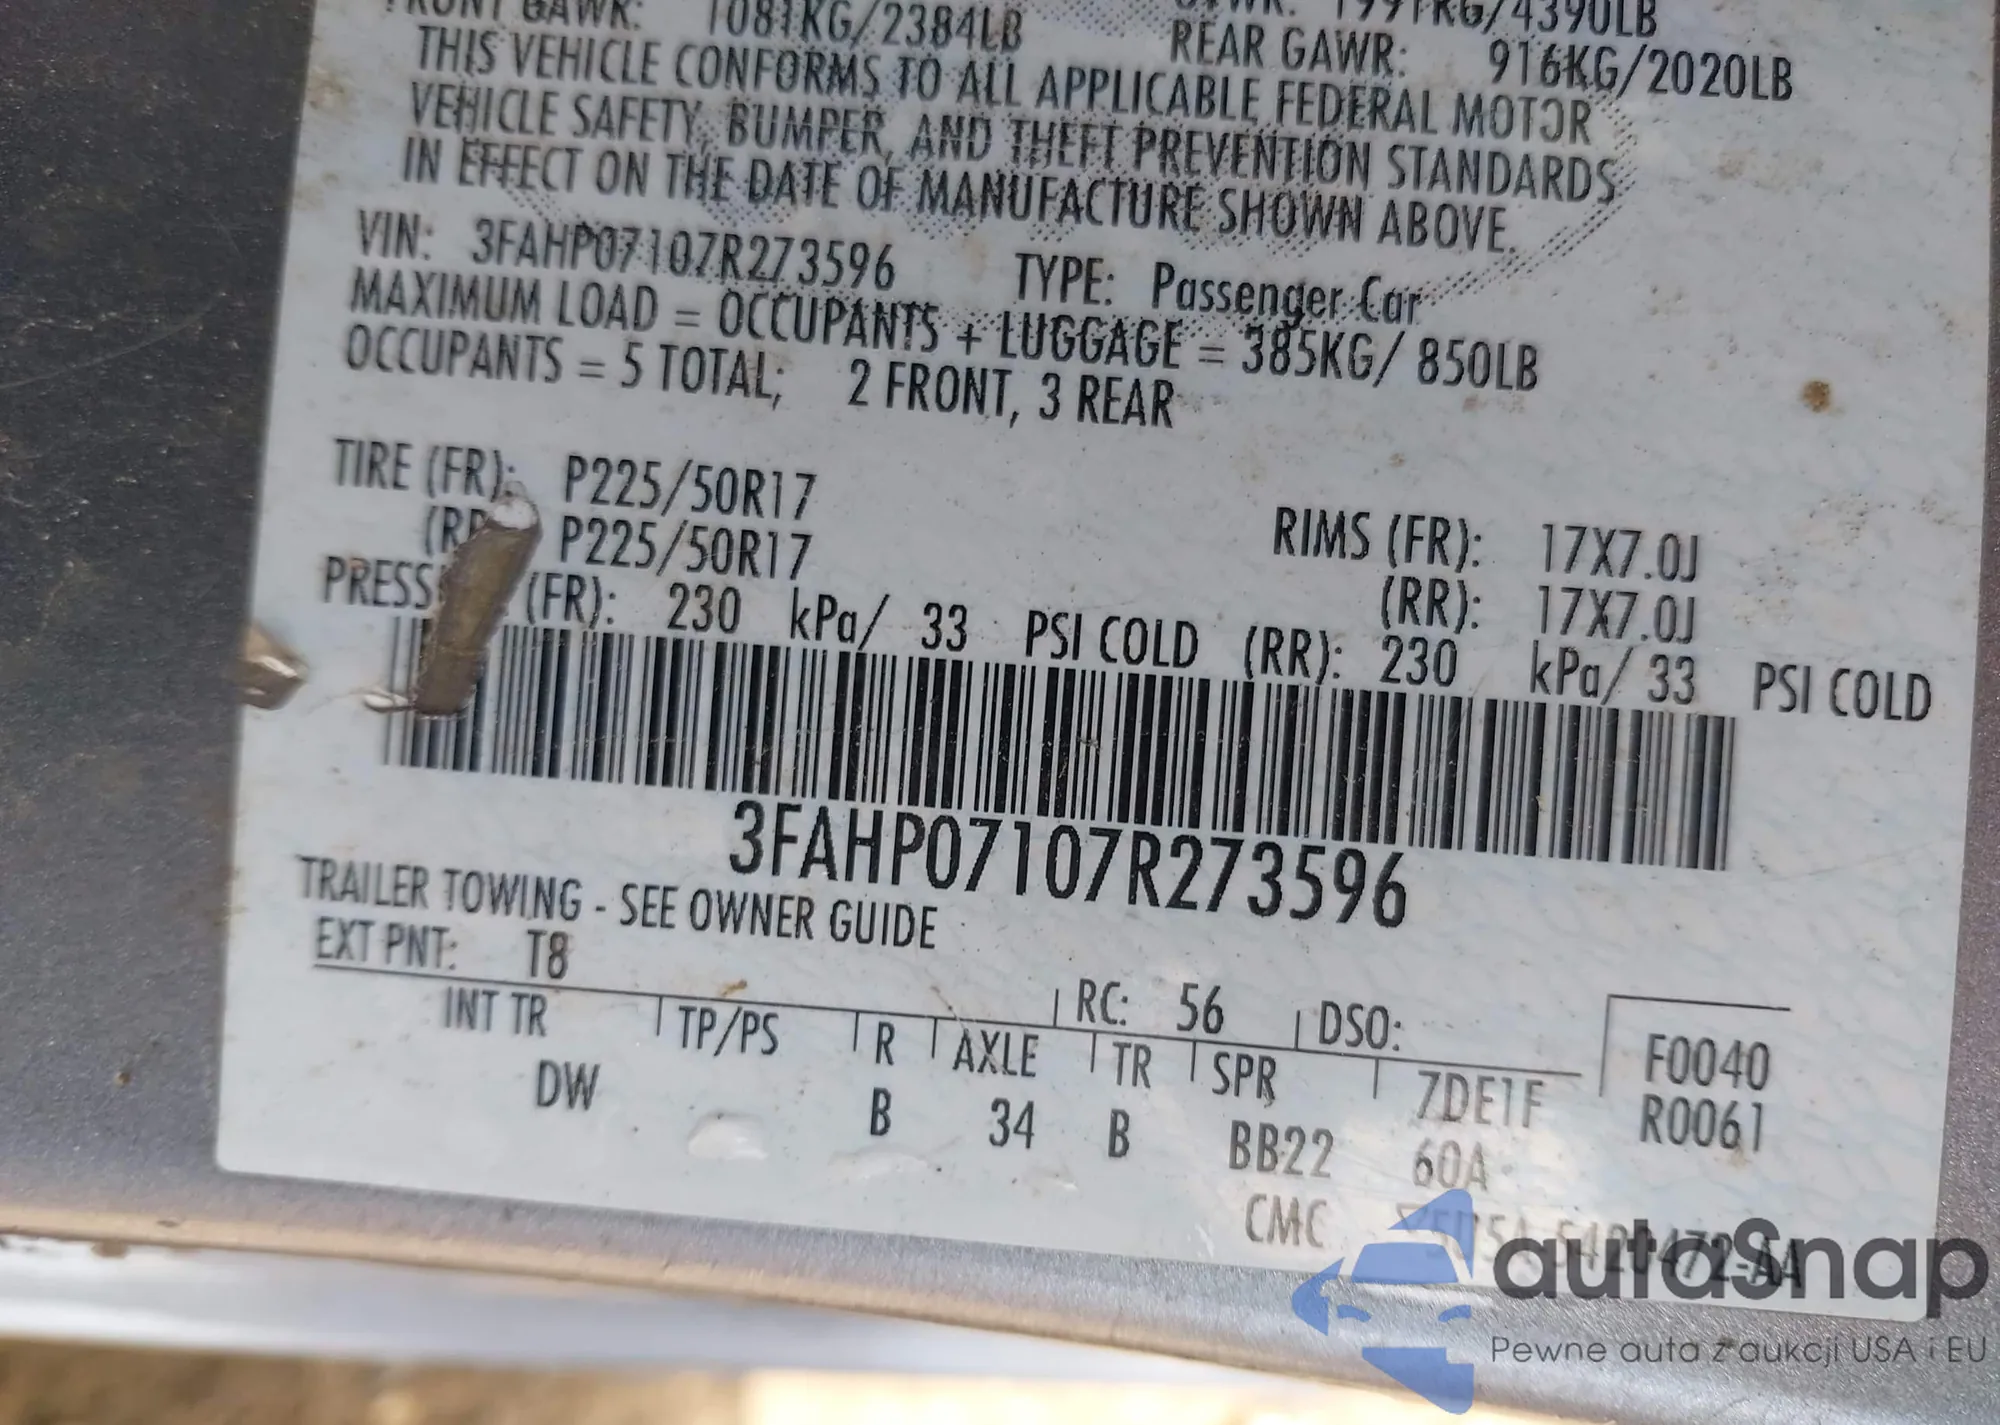 FRONT GAWR: 1081KG/2384LB GVWR: 1991KG/4390LB
REAR GAWR: 916KG/2020LB
THIS VEHICLE CONFORMS TO ALL APPLICABLE FEDERAL MOTOR
VEHICLE SAFETY, BUMPER, AND THEFT PREVENTION STANDARDS
IN EFFECT ON THE DATE OF MANUFACTURE SHOWN ABOVE.
VIN: 3FAHP07107R273596 TYPE: Passenger Car
MAXIMUM LOAD = OCCUPANTS + LUGGAGE = 385KG/ 850LB
OCCUPANTS = 5 TOTAL; 2 FRONT, 3 REAR
TIRE (FR): P225/50R17 RIMS (FR): 17X7.0J
P225/50R17 (RR): 17X7.0J
(FR): 230 kPa/ 33 PSI COLD (RR): 230 kPa/ 33 PSI COLD
3FAHP07107R273596
TRAILER TOWING - SEE OWNER GUIDE
EXT PNT: T8 RC: 56 DSO: F0040
INT TR TP/PS R AXLE TR SPR 7DE1F R0061
DW B 34 B BB22 60A
CMC
autoSnap
Pewne auta z aukcji USA i EU